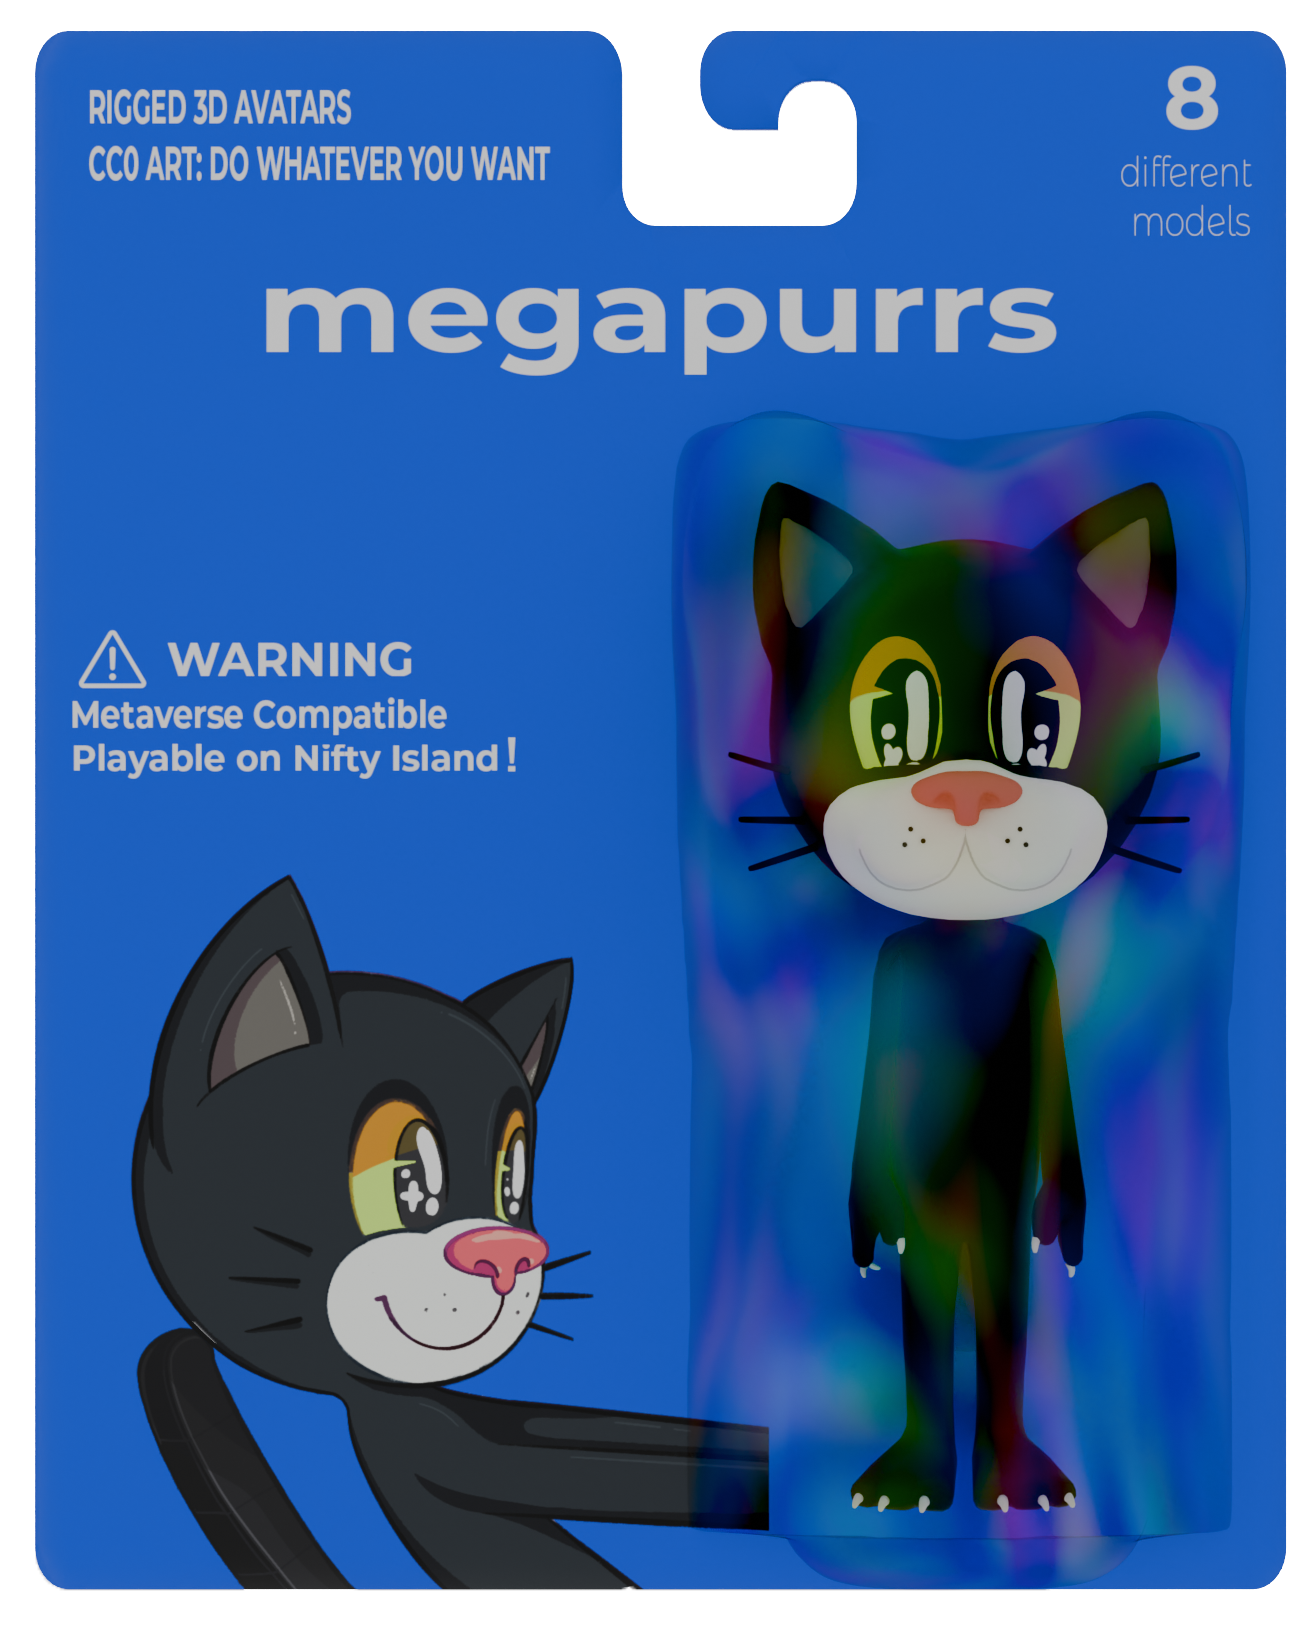 RIGGED 3D AVATARS
CC0 ART: DO WHATEVER YOU WANT
8
different
models
megapurrs
WARNING
Metaverse Compatible
Playable on Nifty Island!